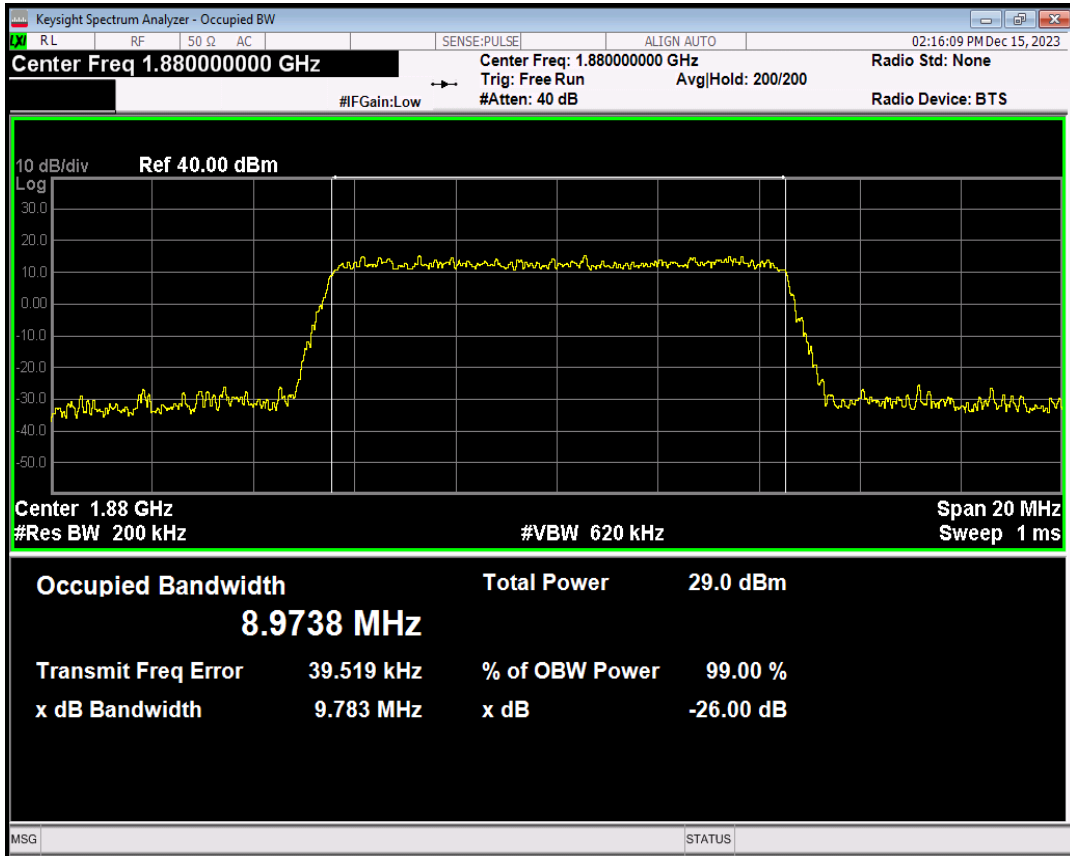 Keysight Spectrum Analyzer - Occupied BW
LXI RL RF 50 Ω AC SENSE:PULSE ALIGN AUTO 02:16:09 PM Dec 15, 2023
Center Freq 1.880000000 GHz Center Freq: 1.880000000 GHz Radio Std: None
Trig: Free Run Avg|Hold: 200/200
#IFGain:Low #Atten: 40 dB Radio Device: BTS
10 dB/div Ref 40.00 dBm
Log
30.0
20.0
10.0
0.00
-10.0
-20.0
-30.0
-40.0
-50.0
Center 1.88 GHz Span 20 MHz
#Res BW 200 kHz #VBW 620 kHz Sweep 1 ms
Occupied Bandwidth Total Power 29.0 dBm
8.9738 MHz
Transmit Freq Error 39.519 kHz % of OBW Power 99.00 %
x dB Bandwidth 9.783 MHz x dB -26.00 dB
MSG STATUS